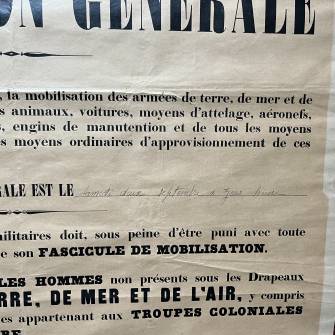 ON GÉNÉRALE
, la mobilisation des armées de terre, de mer et de
s animaux, voitures, moyens d'attelage, aéronefs,
s, engins de manutention et de tous les moyens
es moyens ordinaires d'approvisionnement de ces
RALE EST LE samedi deux Septembre à zéro heure
ilitaires doit, sous peine d'être puni avec toute
e son FASCICULE DE MOBILISATION.
LES HOMMES non présents sous les Drapeaux
RRE, DE MER ET DE L'AIR, y compris
es appartenant aux TROUPES COLONIALES